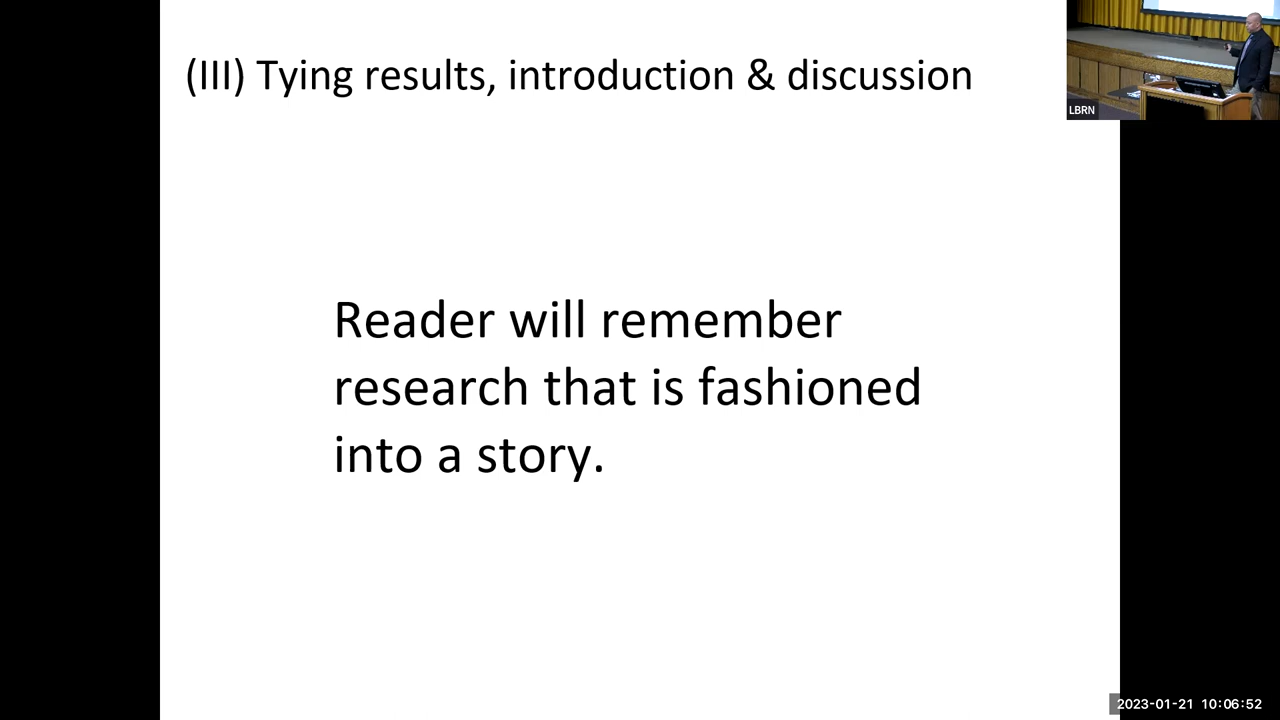 (III) Tying results, introduction & discussion
LBRN
Reader will remember
research that is fashioned
into a story.
2023-01-21 10:06:52